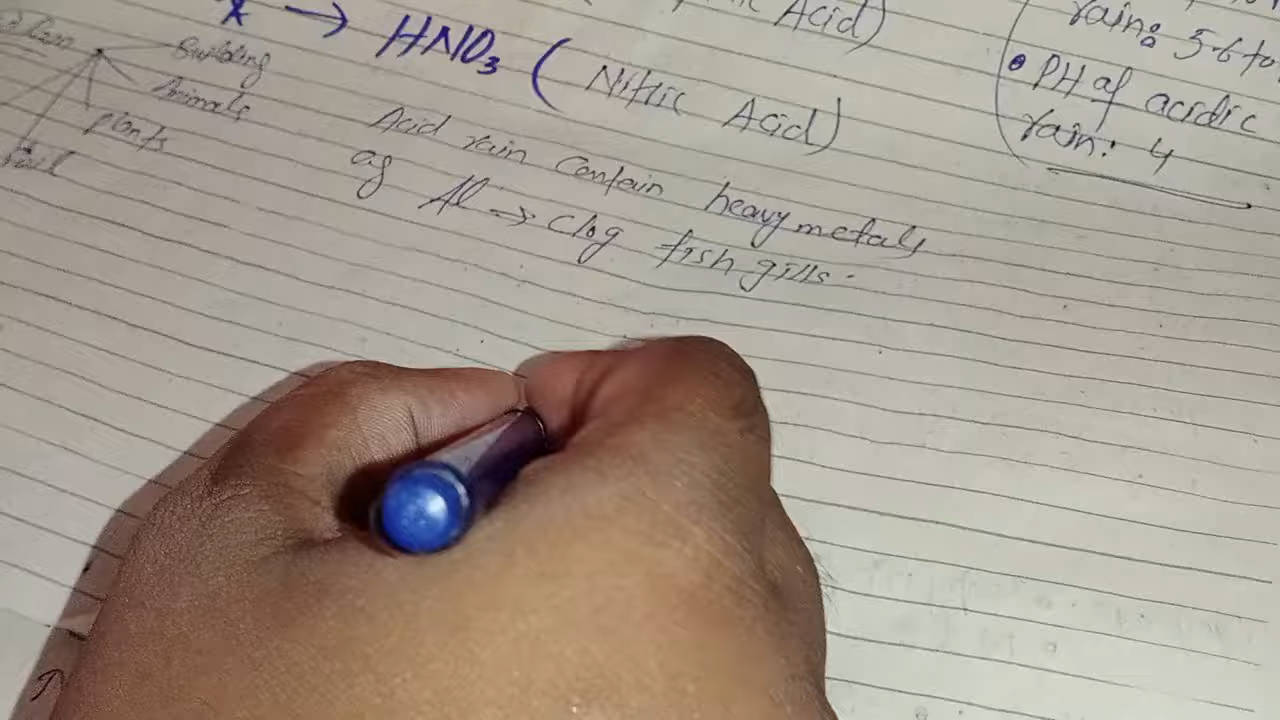 Acid)
rain: 5.6 to
→ HNO3 ( Nitric Acid)
• PH of acidic
rain: 4
Building
Animals
plants
Acid rain Contain heavy metals
as Al → Clog fish gills.